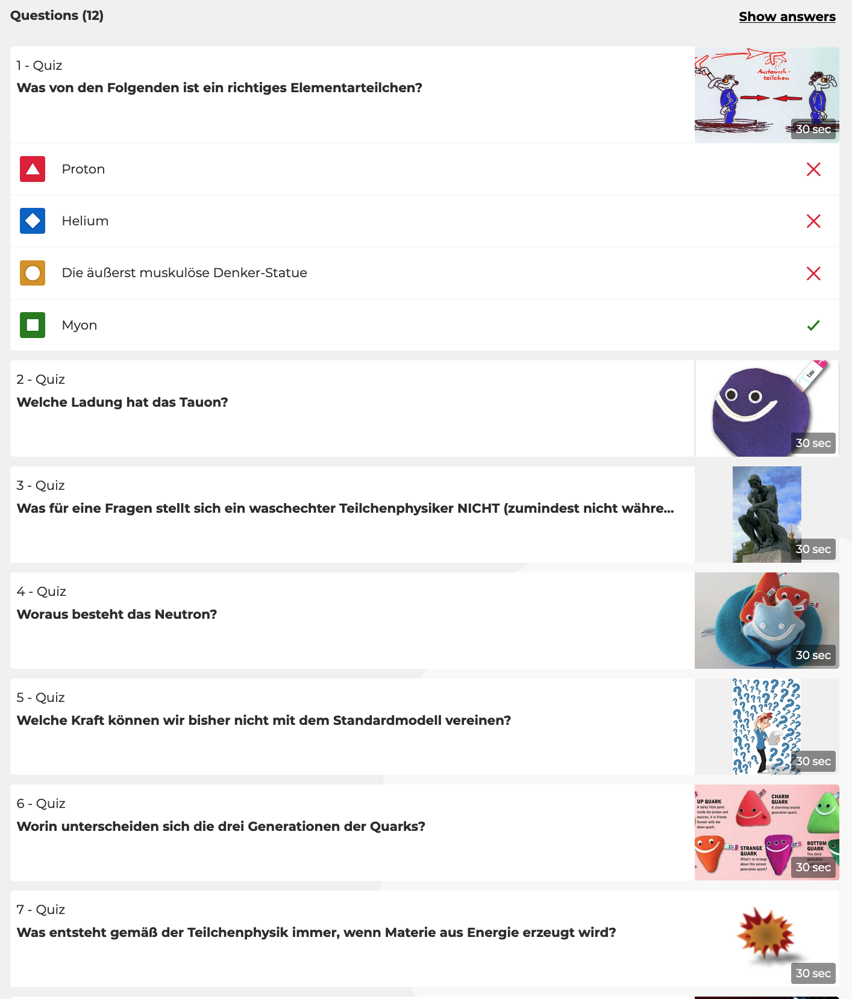 Questions (12)
Show answers
1 - Quiz
Was von den Folgenden ist ein richtiges Elementarteilchen?
Austausch-
teilchen
30 sec
Proton
Helium
Die äußerst muskulöse Denker-Statue
Myon
2 - Quiz
Welche Ladung hat das Tauon?
tau
30 sec
3 - Quiz
Was für eine Fragen stellt sich ein waschechter Teilchenphysiker NICHT (zumindest nicht währe...
30 sec
4 - Quiz
Woraus besteht das Neutron?
30 sec
5 - Quiz
Welche Kraft können wir bisher nicht mit dem Standardmodell vereinen?
30 sec
6 - Quiz
Worin unterscheiden sich die drei Generationen der Quarks?
UP QUARK
A teeny little point
inside the proton and
neutron, it is friends
forever with the
down quark.
CHARM
QUARK
A charming second
generation quark.
STRANGE
QUARK
What's so strange
about this second
generation quark?
BOTTOM
QUARK
This third
generation
30 sec
7 - Quiz
Was entsteht gemäß der Teilchenphysik immer, wenn Materie aus Energie erzeugt wird?
30 sec